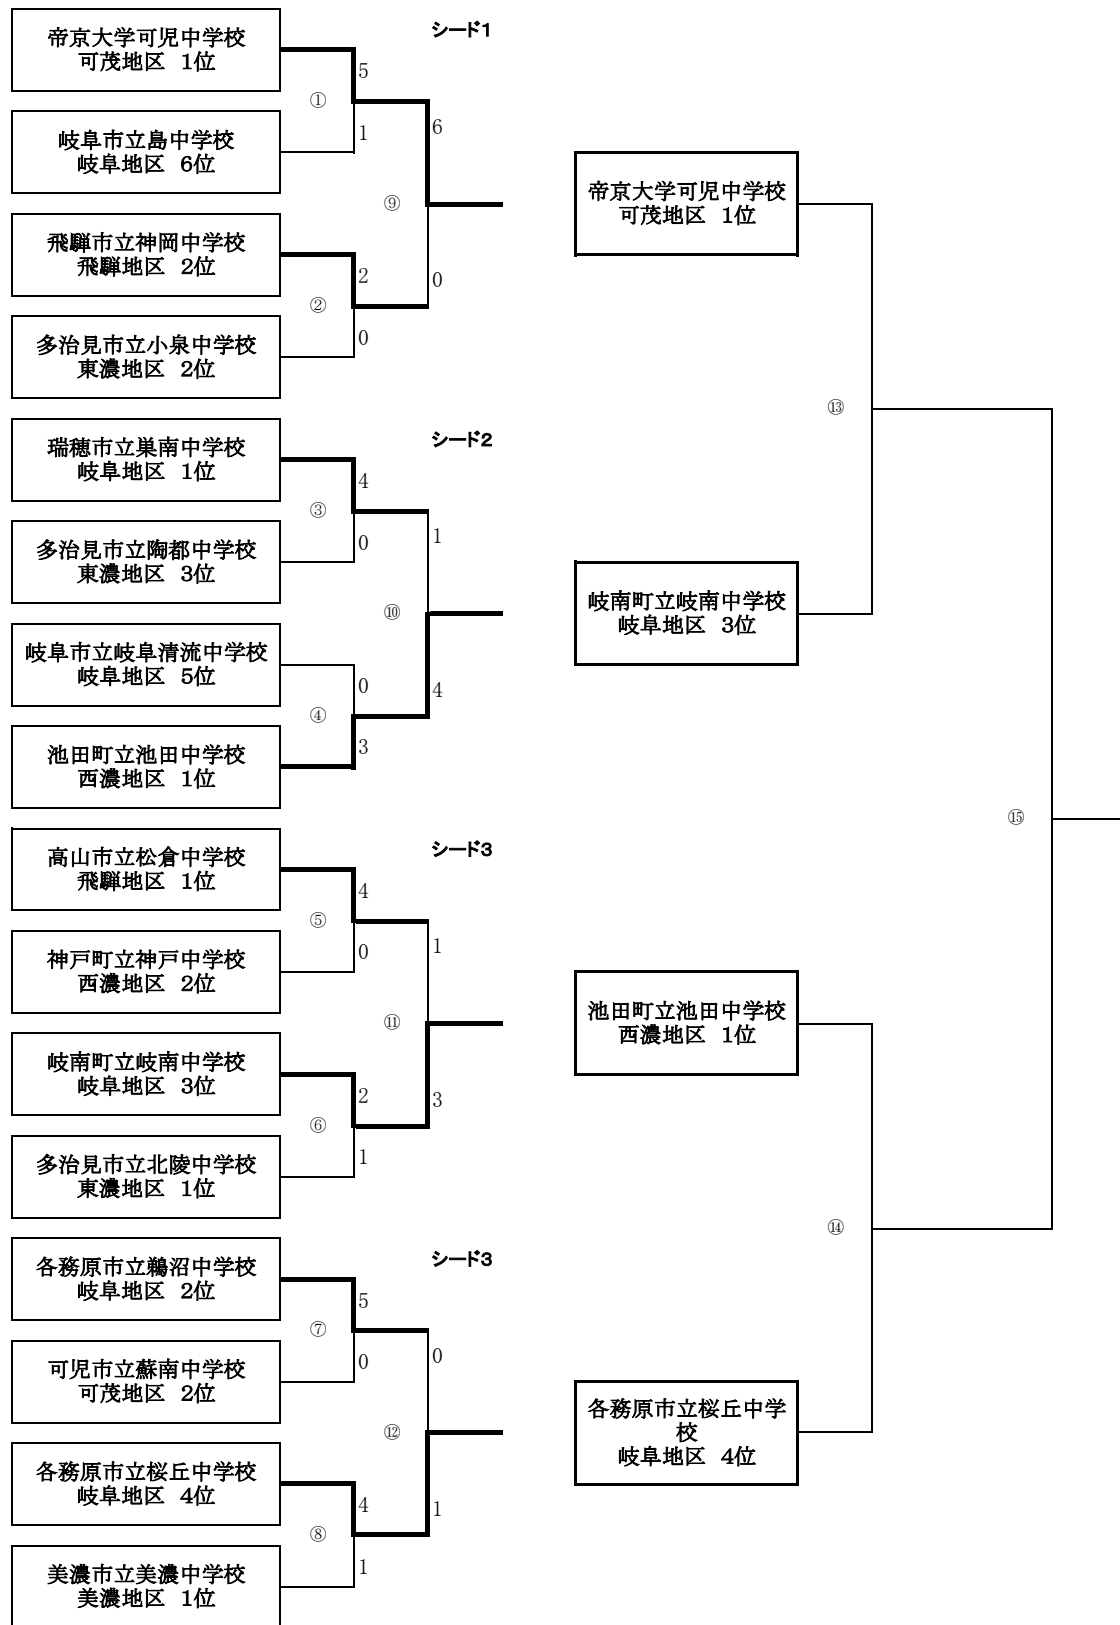 帝京大学可児中学校
可茂地区 1位
シード1
5
①
1
6
岐阜市立島中学校
岐阜地区 6位
⑨
飛騨市立神岡中学校
飛騨地区 2位
2
②
0
0
多治見市立小泉中学校
東濃地区 2位
瑞穂市立巣南中学校
岐阜地区 1位
シード2
4
③
0
1
多治見市立陶都中学校
東濃地区 3位
⑩
岐阜市立岐阜清流中学校
岐阜地区 5位
0
④
3
4
池田町立池田中学校
西濃地区 1位
高山市立松倉中学校
飛騨地区 1位
シード3
4
⑤
0
1
神戸町立神戸中学校
西濃地区 2位
⑪
岐南町立岐南中学校
岐阜地区 3位
2
⑥
1
3
多治見市立北陵中学校
東濃地区 1位
各務原市立鵜沼中学校
岐阜地区 2位
シード3
5
⑦
0
0
可児市立蘇南中学校
可茂地区 2位
⑫
各務原市立桜丘中学校
岐阜地区 4位
4
⑧
1
1
美濃市立美濃中学校
美濃地区 1位
帝京大学可児中学校
可茂地区 1位
⑬
岐南町立岐南中学校
岐阜地区 3位
⑮
池田町立池田中学校
西濃地区 1位
⑭
各務原市立桜丘中学
校
岐阜地区 4位